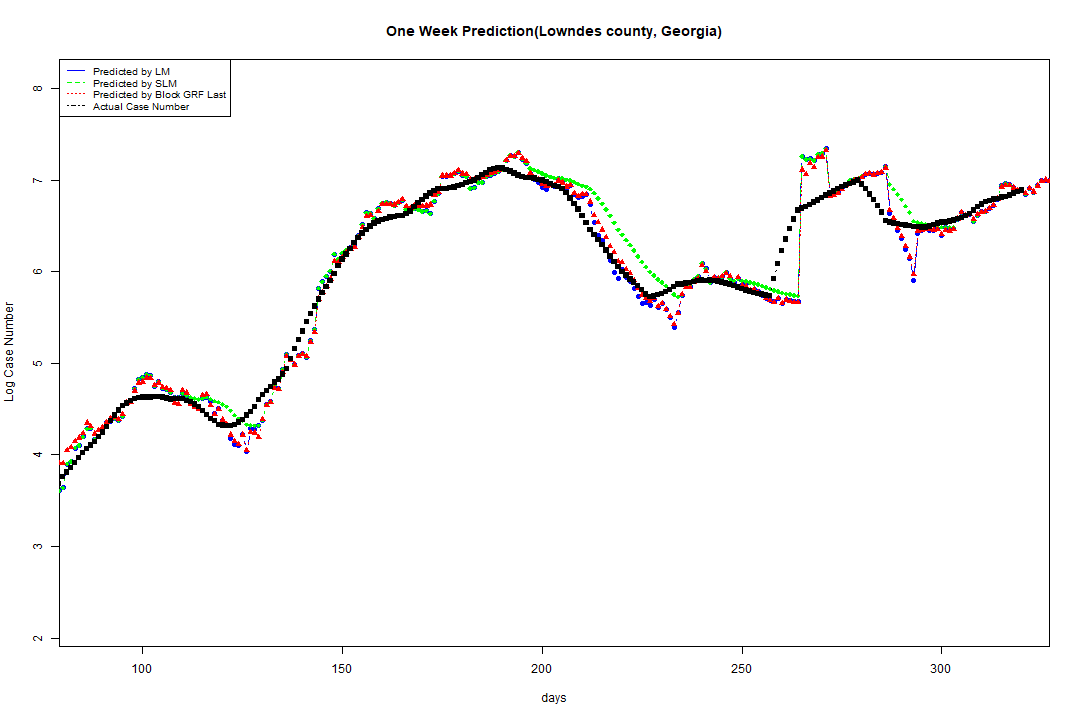 One Week Prediction(Lowndes county, Georgia)
Predicted by LM
Predicted by SLM
Predicted by Block GRF Last
Actual Case Number
8
7
6
5
4
3
2
Log Case Number
100 150 200 250 300
days